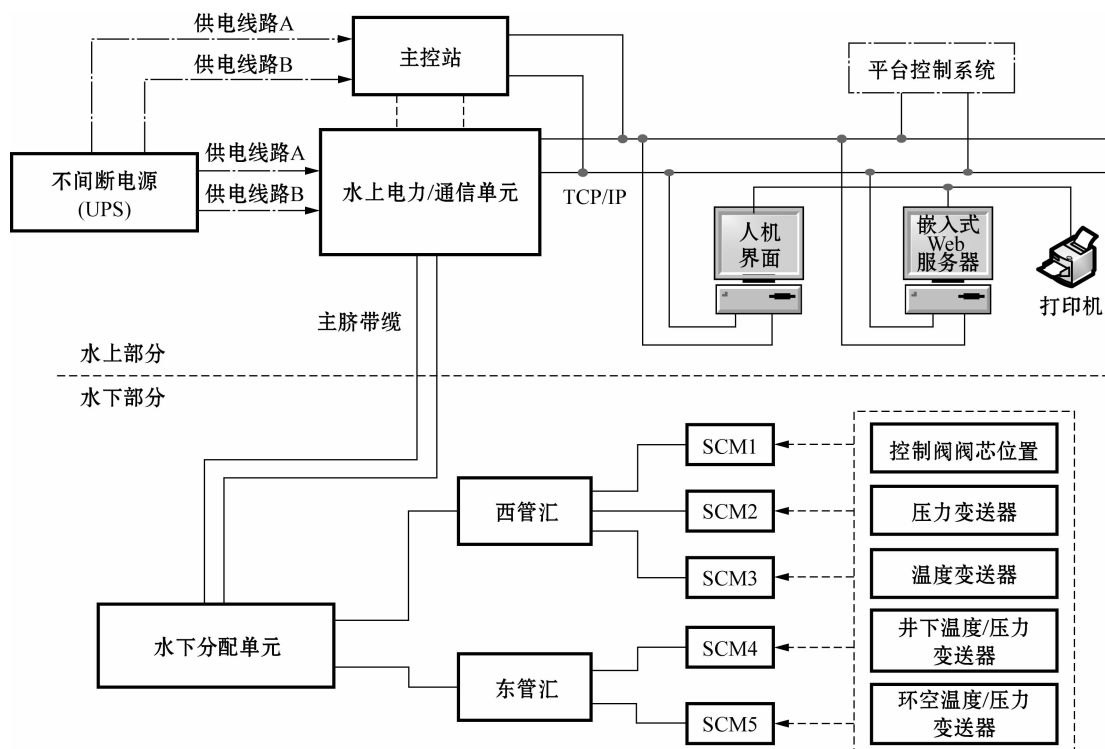 供电线路A
供电线路B
主控站
平台控制系统
不间断电源
(UPS)
供电线路A
供电线路B
水上电力/通信单元
TCP/IP
人机
界面
嵌入式
Web
服务器
打印机
主脐带缆
水上部分
水下部分
SCM1
SCM2
SCM3
SCM4
SCM5
西管汇
东管汇
水下分配单元
控制阀阀芯位置
压力变送器
温度变送器
井下温度/压力
变送器
环空温度/压力
变送器